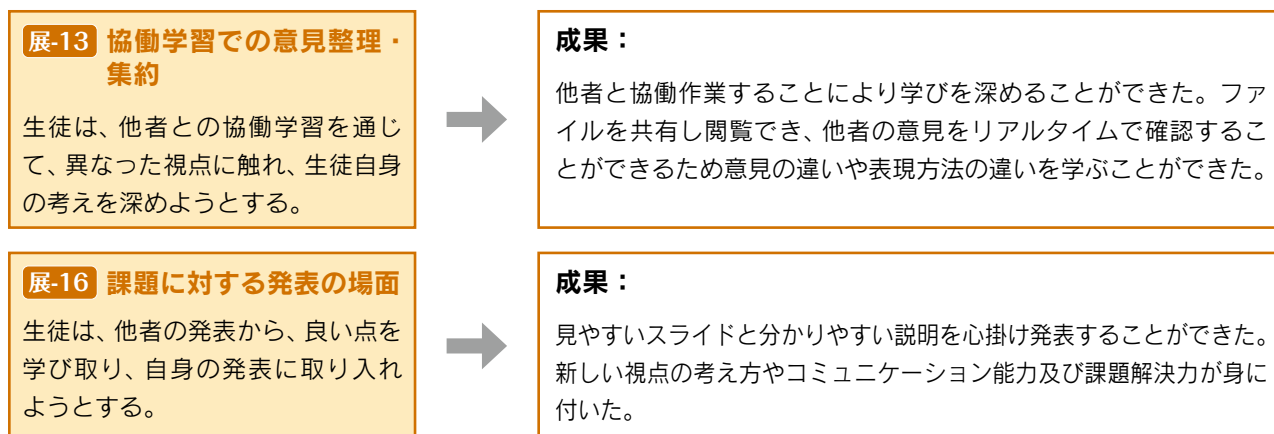 展-13 協働学習での意見整理・
集約
生徒は、他者との協働学習を通じ
て、異なった視点に触れ、生徒自身
の考えを深めようとする。
成果：
他者と協働作業することにより学びを深めることができた。ファ
イルを共有し閲覧でき、他者の意見をリアルタイムで確認するこ
とができるため意見の違いや表現方法の違いを学ぶことができた。
展-16 課題に対する発表の場面
生徒は、他者の発表から、良い点を
学び取り、自身の発表に取り入れ
ようとする。
成果：
見やすいスライドと分かりやすい説明を心掛け発表することができた。
新しい視点の考え方やコミュニケーション能力及び課題解決力が身に
付いた。